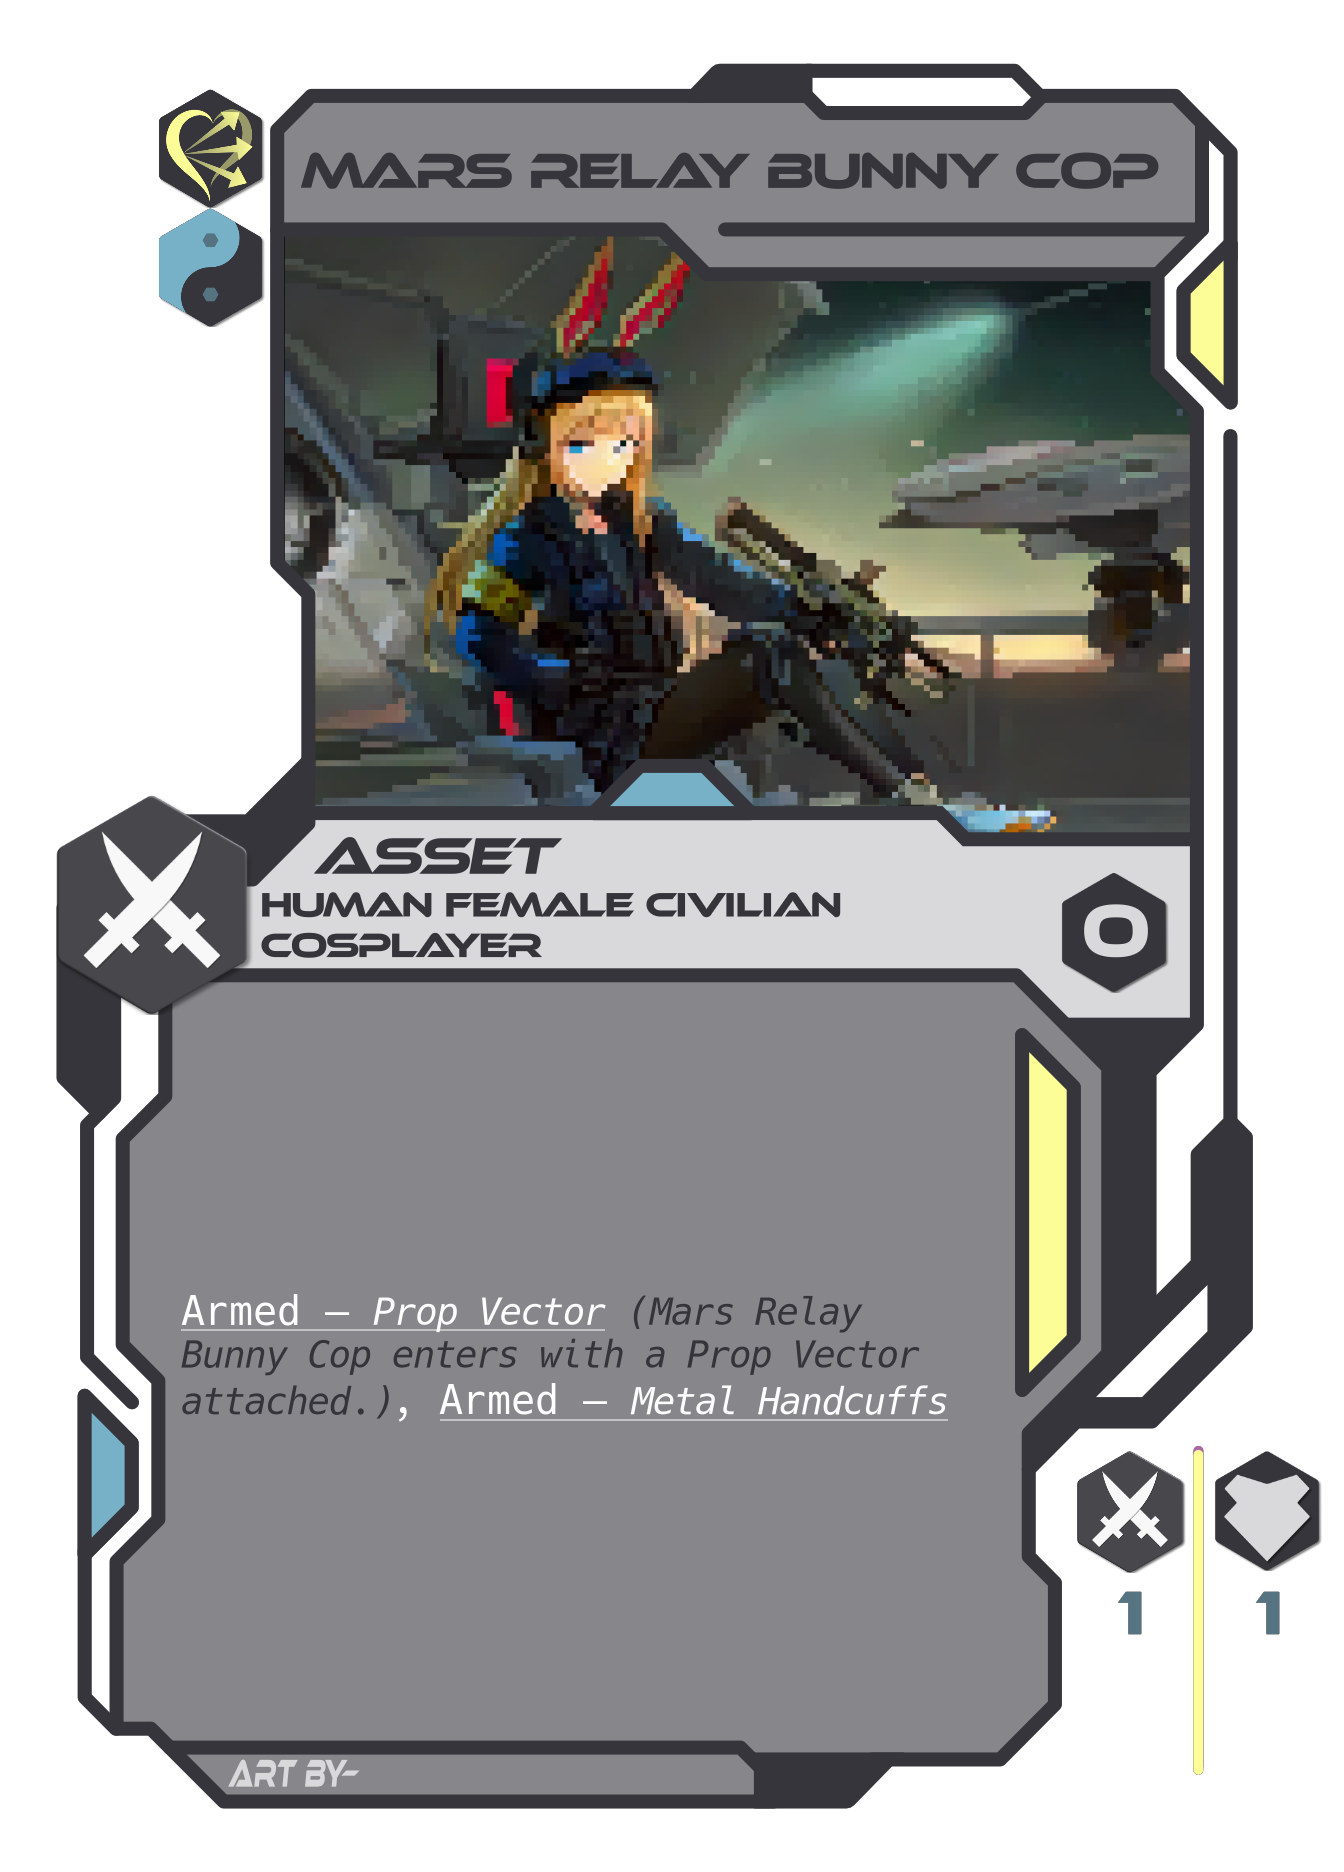 MARS RELAY BUNNY COP
ASSET
HUMAN FEMALE CIVILIAN
COSPLAYER
0
Armed – Prop Vector (Mars Relay
Bunny Cop enters with a Prop Vector
attached.), Armed – Metal Handcuffs
1 1
ART BY-